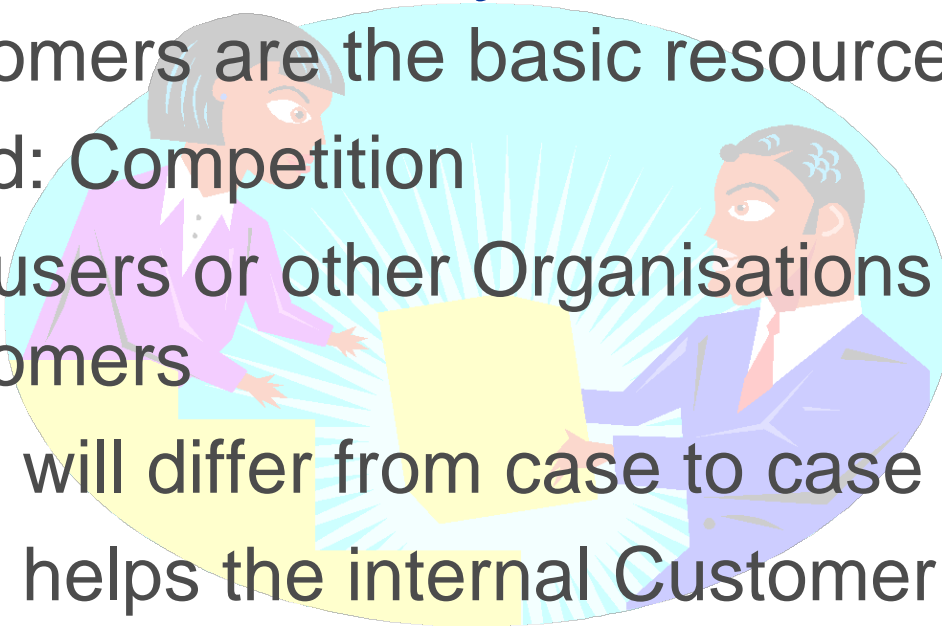 omers are the basic resource
d: Competition
users or other Organisations
omers
will differ from case to case
helps the internal Customer